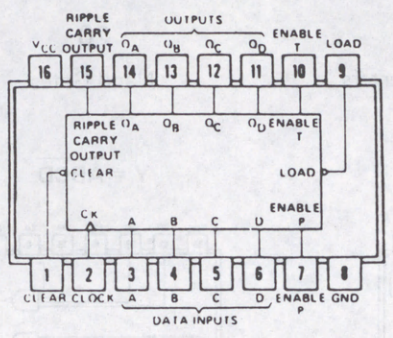 RIPPLE
CARRY OUTPUTS ENABLE
VCC OUTPUT QA QB QC QD T LOAD
16 15 14 13 12 11 10 9
RIPPLE QA QB QC QD ENABLE
CARRY T
OUTPUT
CLEAR LOAD
ENABLE
CK A B C D P
1 2 3 4 5 6 7 8
CLEAR CLOCK A B C D ENABLE GND
P
DATA INPUTS